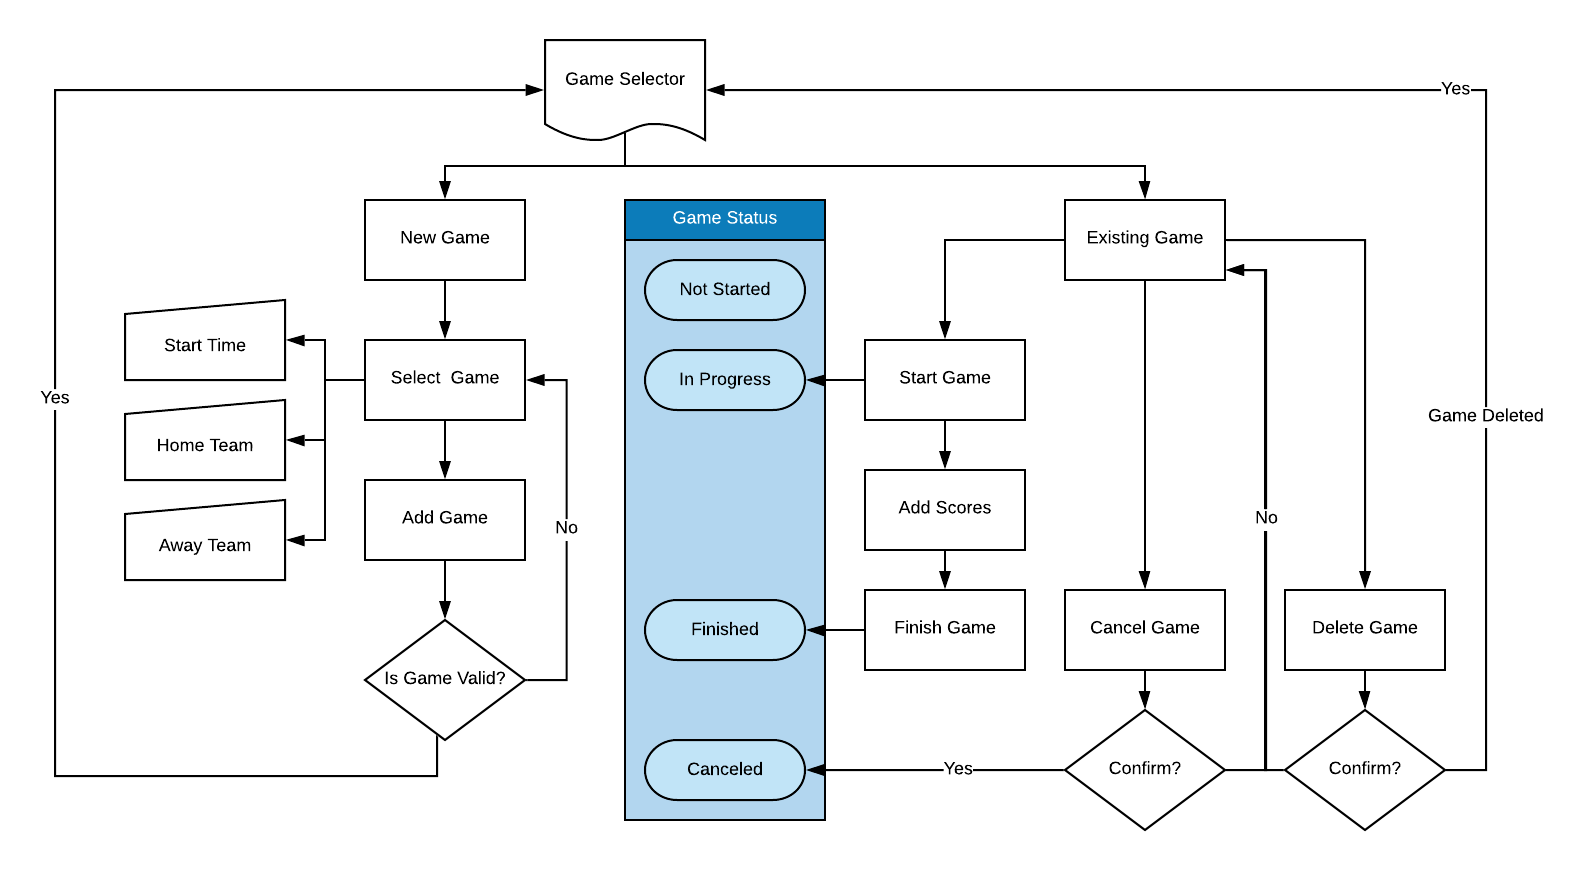 Game Selector
Yes
New Game
Game Status
Existing Game
Not Started
Start Time
Select  Game
In Progress
Start Game
Yes
Game Deleted
Home Team
Add Game
No
Add Scores
No
Away Team
Is Game Valid?
Finished
Finish Game
Cancel Game
Delete Game
Canceled
Yes
Confirm?
Confirm?